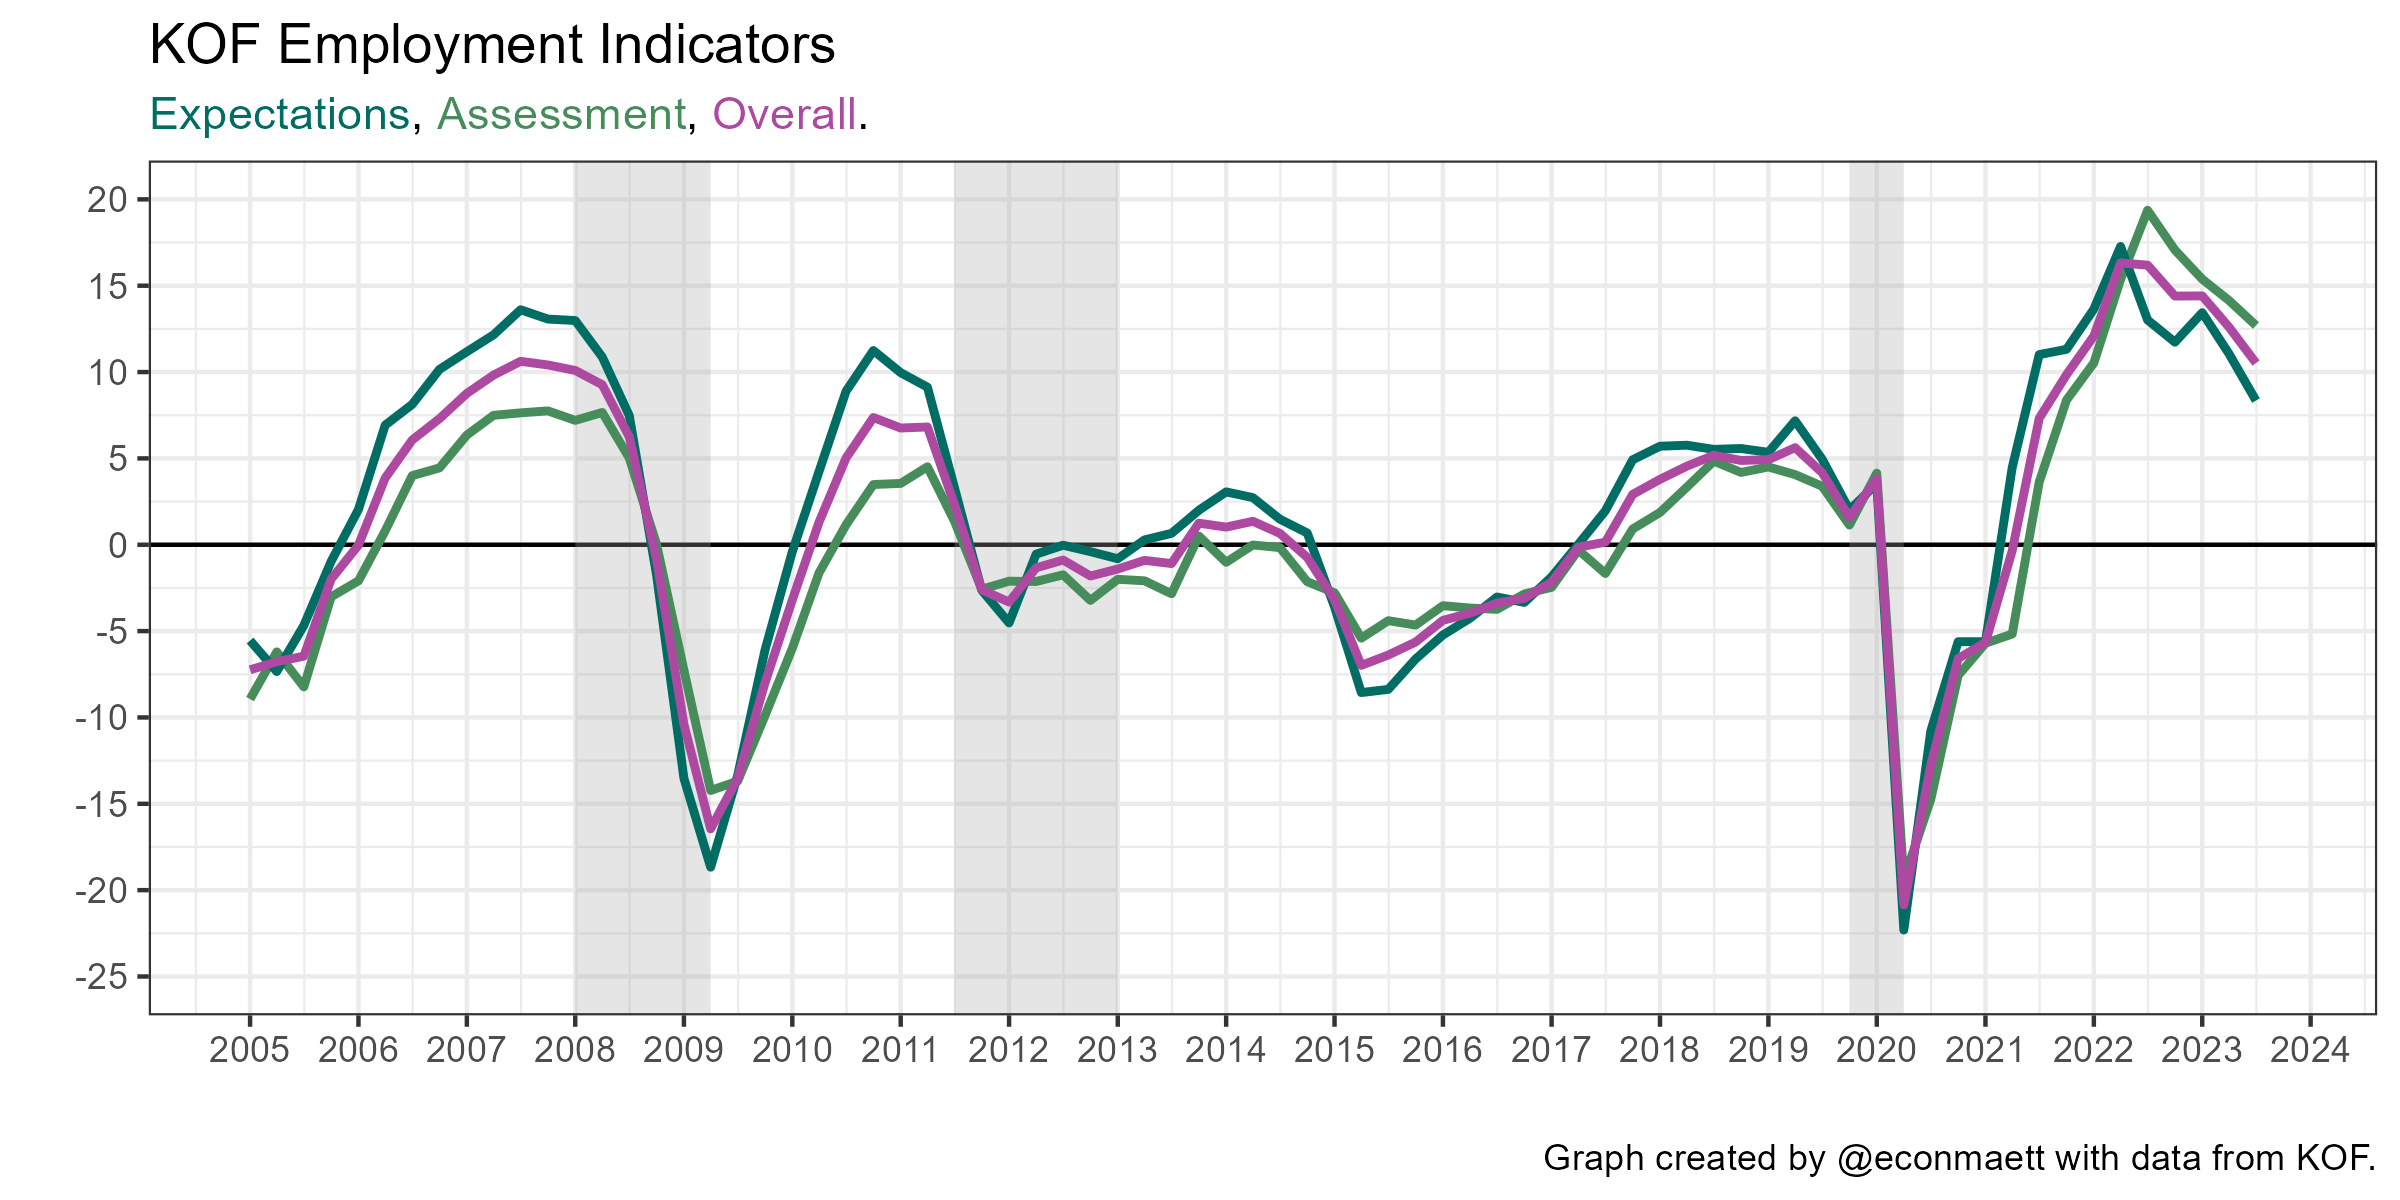 KOF Employment Indicators
Expectations, Assessment, Overall.
20
15
10
5
0
-5
-10
-15
-20
-25
2005 2006 2007 2008 2009 2010 2011 2012 2013 2014 2015 2016 2017 2018 2019 2020 2021 2022 2023 2024
Graph created by @econmaett with data from KOF.